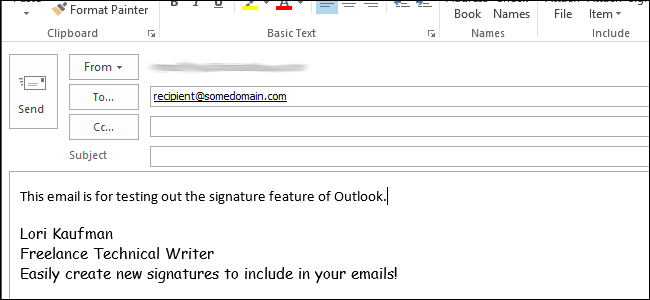 Format Painter
Book Names File Item
Clipboard Basic Text Names Include
From
Send
To... recipient@somedomain.com
Cc...
Subject
This email is for testing out the signature feature of Outlook.
Lori Kaufman
Freelance Technical Writer
Easily create new signatures to include in your emails!